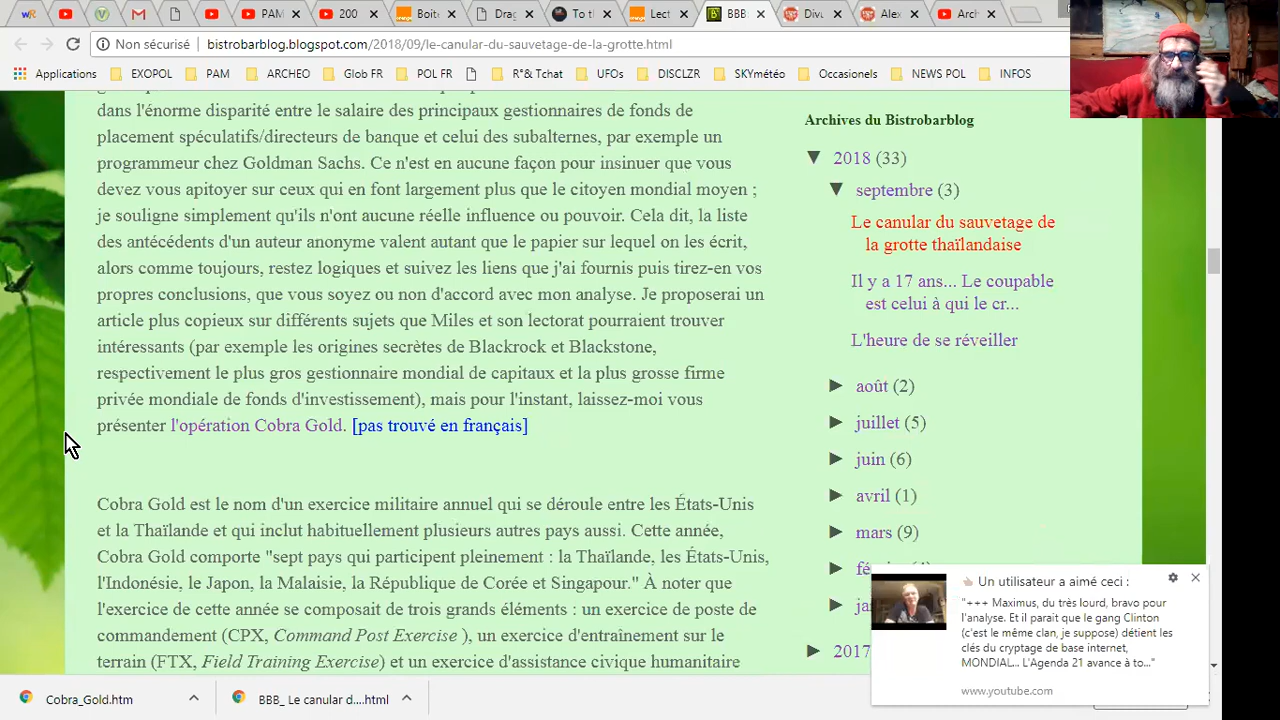 PAM
200
Boîte
Parag
To th
Lect
BBB
Divu
Alex
Arch
Non sécurisé
bistrobarblog.blogspot.com/2018/09/le-canular-du-sauvetage-de-la-grotte.html
Applications
EXOPOL
PAM
ARCHEO
Glob FR
POL FR
R°& Tchat
UFOs
DISCLZR
SKYmétéo
Occasionels
NEWS POL
INFOS
dans l'énorme disparité entre le salaire des principaux gestionnaires de fonds de
placement spéculatifs/directeurs de banque et celui des subalternes, par exemple un
programmeur chez Goldman Sachs. Ce n'est en aucune façon pour insinuer que vous
devez vous apitoyer sur ceux qui en font largement plus que le citoyen mondial moyen ;
je souligne simplement qu'ils n'ont aucune réelle influence ou pouvoir. Cela dit, la liste
des antécédents d'un auteur anonyme valent autant que le papier sur lequel on les écrit,
alors comme toujours, restez logiques et suivez les liens que j'ai fournis puis tirez-en vos
propres conclusions, que vous soyez ou non d'accord avec mon analyse. Je proposerai un
article plus copieux sur différents sujets que Miles et son lectorat pourraient trouver
intéressants (par exemple les origines secrètes de Blackrock et Blackstone,
respectivement le plus gros gestionnaire mondial de capitaux et la plus grosse firme
privée mondiale de fonds d'investissement), mais pour l'instant, laissez-moi vous
présenter l'opération Cobra Gold. [pas trouvé en français]
Cobra Gold est le nom d'un exercice militaire annuel qui se déroule entre les États-Unis
et la Thaïlande et qui inclut habituellement plusieurs autres pays aussi. Cette année,
Cobra Gold comporte "sept pays qui participent pleinement : la Thaïlande, les États-Unis,
l'Indonésie, le Japon, la Malaisie, la République de Corée et Singapour." À noter que
l'exercice de cette année se composait de trois grands éléments : un exercice de poste de
commandement (CPX, Command Post Exercise ), un exercice d'entraînement sur le
terrain (FTX, Field Training Exercise) et un exercice d'assistance civique humanitaire
Archives du Bistrobarblog
▼ 2018 (33)
▼ septembre (3)
Le canular du sauvetage de
la grotte thaïlandaise
Il y a 17 ans... Le coupable
est celui à qui le cr...
L'heure de se réveiller
► août (2)
► juillet (5)
► juin (6)
► avril (1)
► mars (9)
► 2017
Un utilisateur a aimé ceci :
"+++ Maximus, du très lourd, bravo pour
l'analyse. Et il parait que le gang Clinton
(c'est le même clan, je suppose) détient les
clés du cryptage de base internet,
MONDIAL... L'Agenda 21 avance à to..."
www.youtube.com
Cobra_Gold.htm
BBB_ Le canular d....html